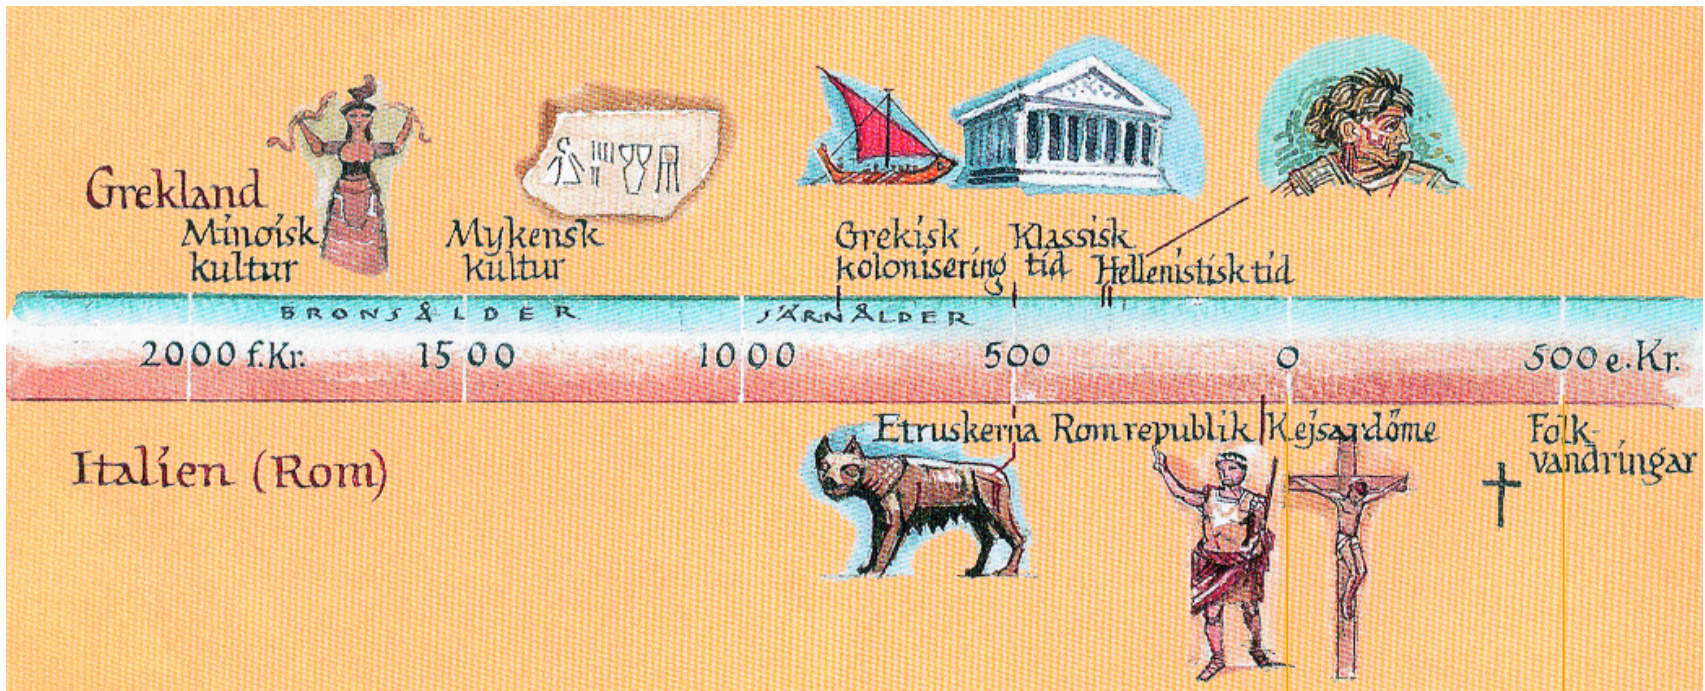 Grekland
Minoisk
kultur
Mykensk
kultur
Grekisk
kolonisering
Klassisk
tid
Hellenistisk tid
BRONSÅLDER
JÄRNÅLDER
2000 f.Kr.
1500
1000
500
0
500 e.Kr.
Italien (Rom)
Etruskerna
Rom republik
Kejsardöme
Folk-
vandringar